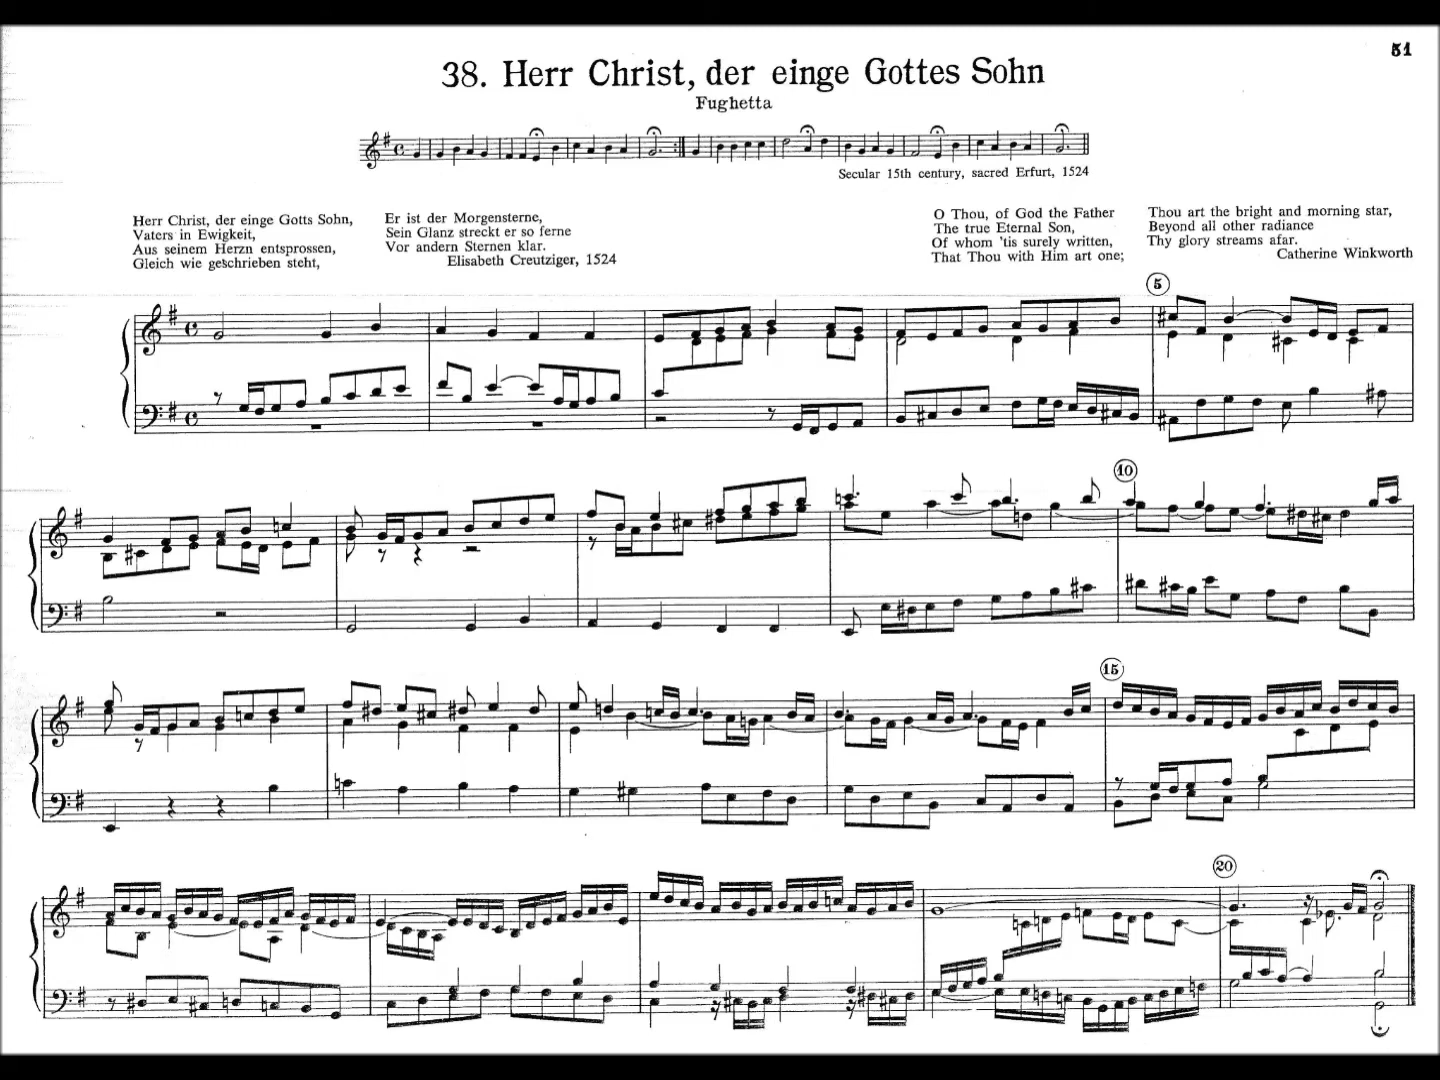 51
38. Herr Christ, der einge Gottes Sohn
Fughetta
Secular 15th century, sacred Erfurt, 1524
Herr Christ, der einge Gotts Sohn,
Vaters in Ewigkeit,
Aus seinem Herzn entsprossen,
Gleich wie geschrieben steht,
Er ist der Morgensterne,
Sein Glanz streckt er so ferne
Vor andern Sternen klar.
Elisabeth Creutziger, 1524
O Thou, of God the Father
The true Eternal Son,
Of whom 'tis surely written,
That Thou with Him art one;
Thou art the bright and morning star,
Beyond all other radiance
Thy glory streams afar.
Catherine Winkworth
5
10
15
20